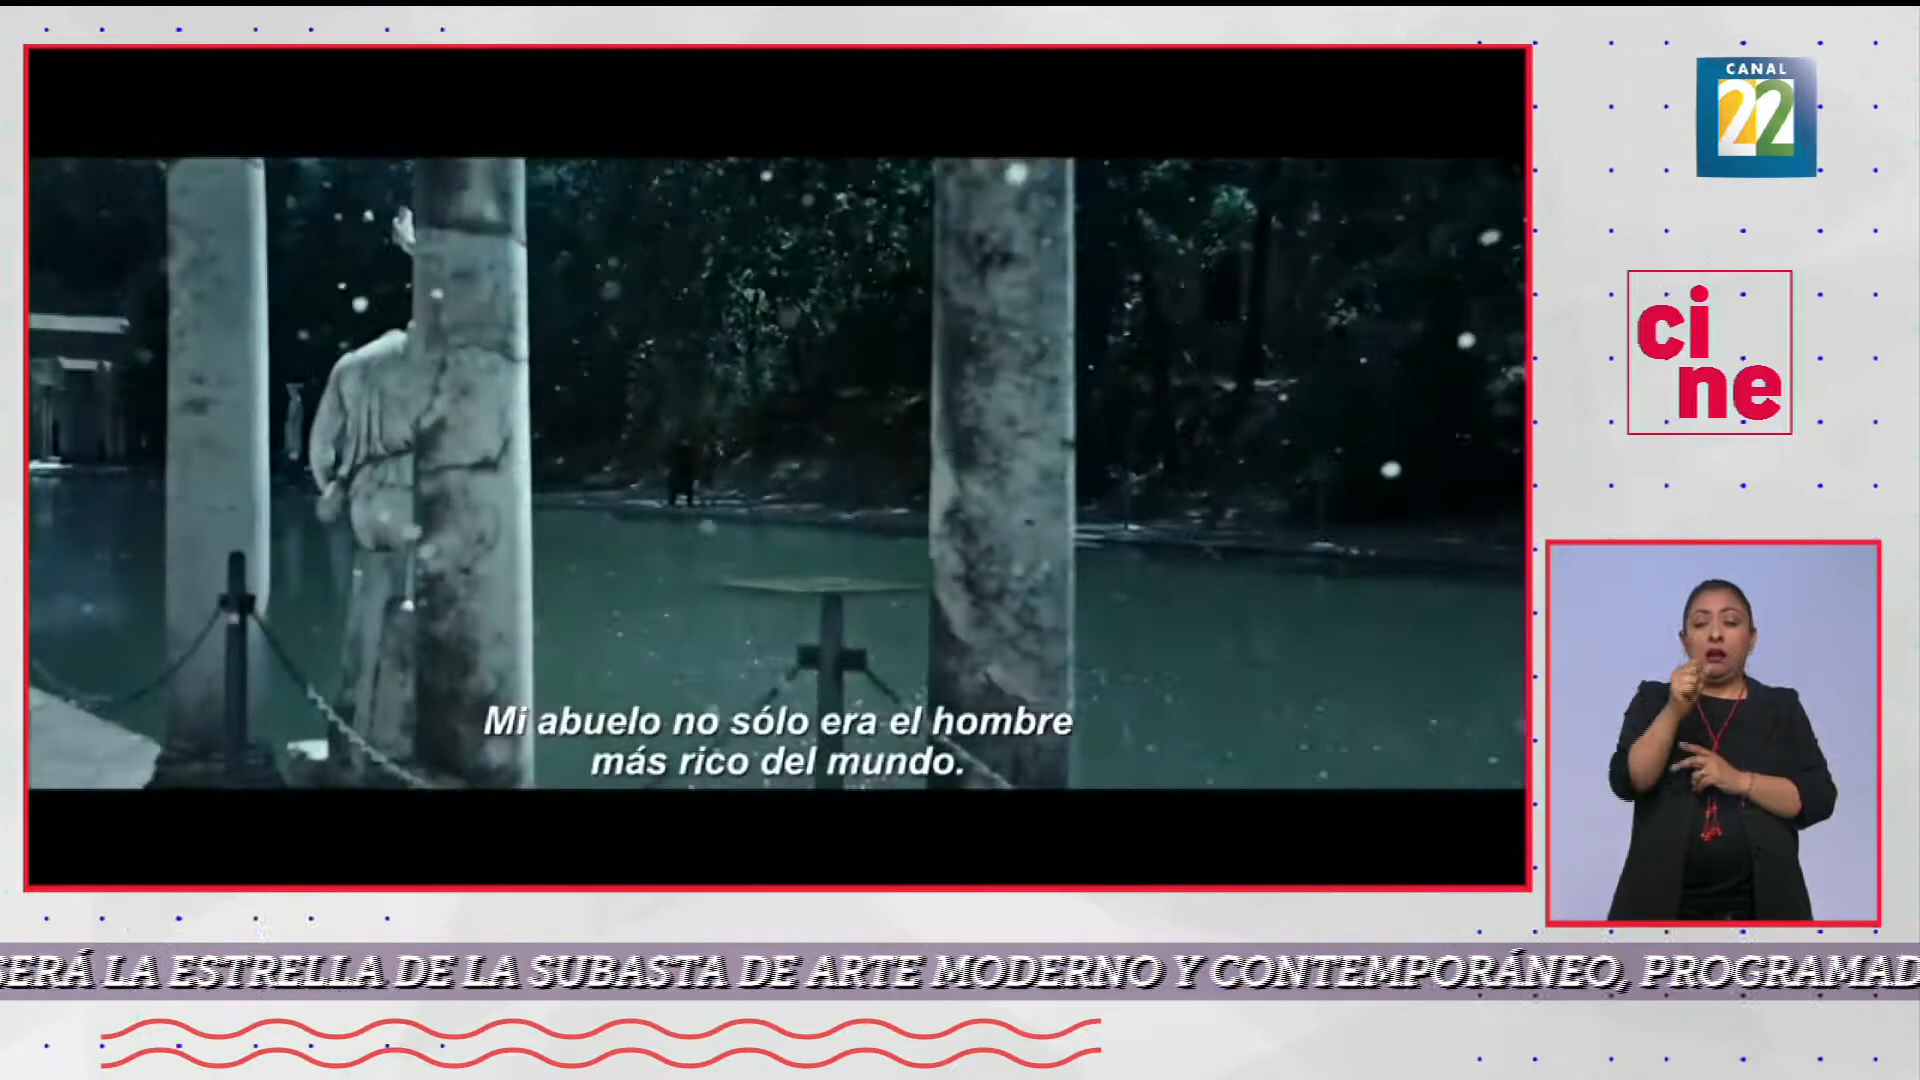 CANAL
22
ci
ne
Mi abuelo no sólo era el hombre
más rico del mundo.
SERÁ LA ESTRELLA DE LA SUBASTA DE ARTE MODERNO Y CONTEMPORÁNEO, PROGRAMAD